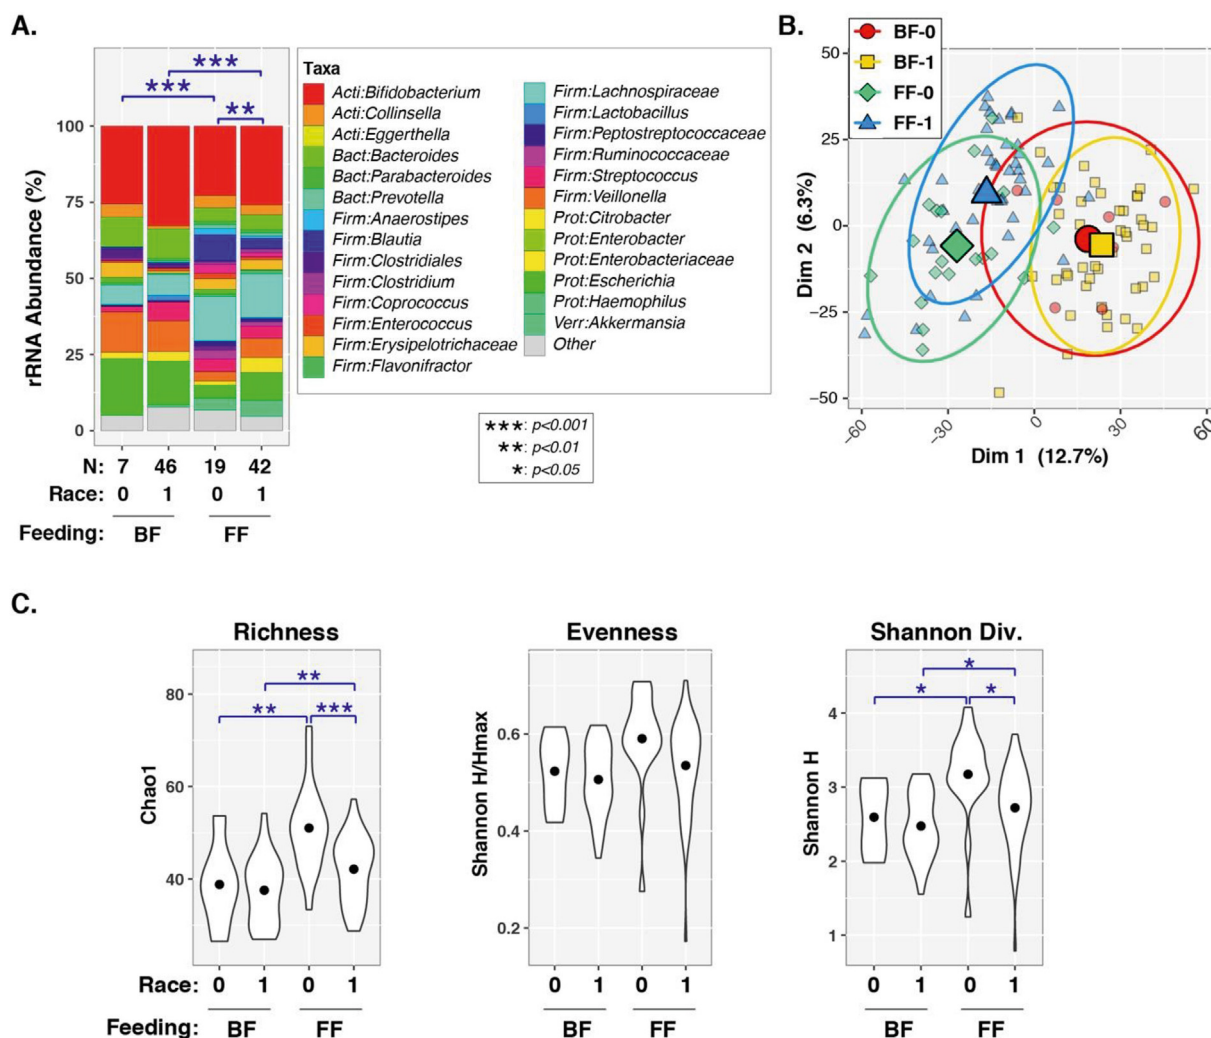 A.
***
***
**
rRNA Abundance (%)
100
75
50
25
0
N: 7 46 19 42
Race: 0 1 0 1
Feeding: BF FF
Taxa
Acti:Bifidobacterium
Acti:Collinsella
Acti:Eggerthella
Bact:Bacteroides
Bact:Parabacteroides
Bact:Prevotella
Firm:Anaerostipes
Firm:Blautia
Firm:Clostridiales
Firm:Clostridium
Firm:Coprococcus
Firm:Enterococcus
Firm:Erysipelotrichaceae
Firm:Flavonifractor
Firm:Lachnospiraceae
Firm:Lactobacillus
Firm:Peptostreptococcaceae
Firm:Ruminococcaceae
Firm:Streptococcus
Firm:Veillonella
Prot:Citrobacter
Prot:Enterobacter
Prot:Enterobacteriaceae
Prot:Escherichia
Prot:Haemophilus
Verr:Akkermansia
Other
***: p<0.001
**: p<0.01
*: p<0.05
B.
BF-0
BF-1
FF-0
FF-1
Dim 2 (6.3%)
50
25
0
−25
−50
−60 −30 0 30 60
Dim 1 (12.7%)
C.
Richness
Chao1
80
60
40
**
** ***
Race: 0 1 0 1
Feeding: BF FF
Evenness
Shannon H/Hmax
0.6
0.4
0.2
0 1 0 1
BF FF
Shannon Div.
Shannon H
4
3
2
1
*
* *
0 1 0 1
BF FF